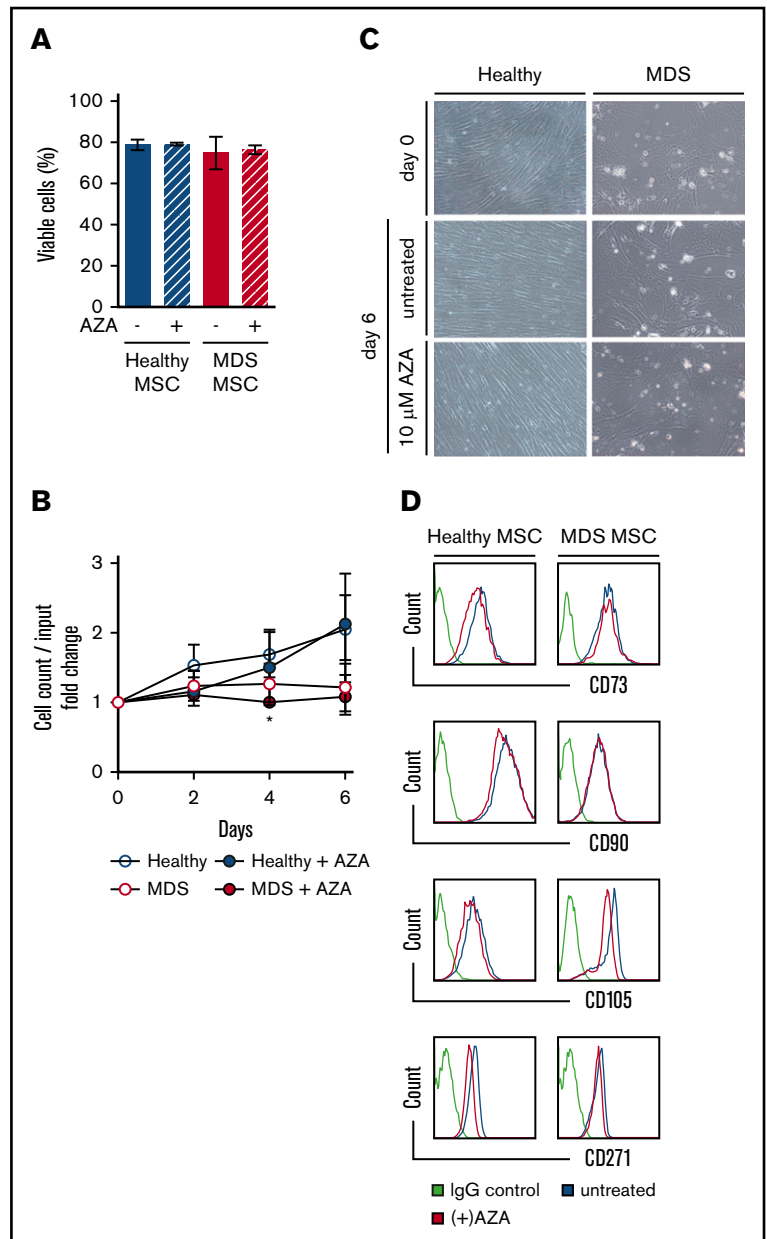 A
Viable cells (%)
100
80
60
40
20
0
AZA - + - +
Healthy MSC
MDS MSC
B
Cell count / input
fold change
3
2
1
0
*
0 2 4 6
Days
Healthy Healthy + AZA
MDS MDS + AZA
C
Healthy MDS
day 0
day 6
untreated
10 μM AZA
D
Healthy MSC MDS MSC
Count
CD73
Count
CD90
Count
CD105
Count
CD271
IgG control untreated
(+)AZA